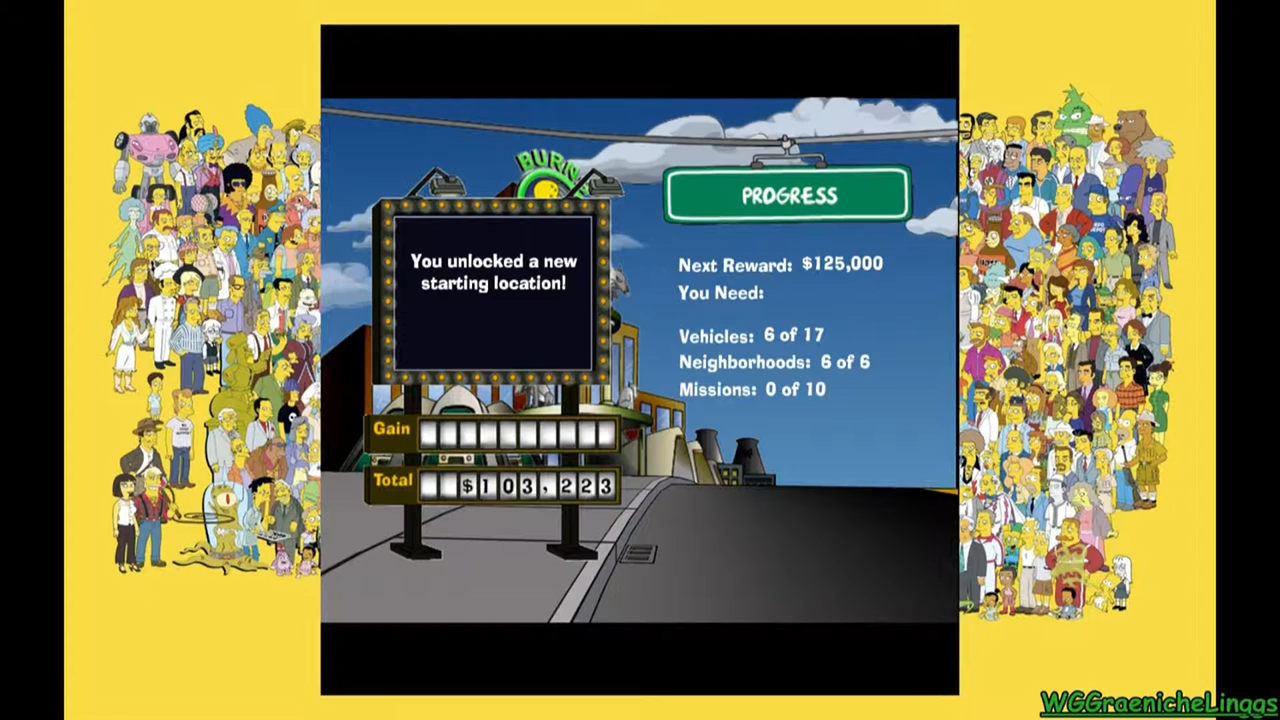 BURN
PROGRESS
You unlocked a new
starting location!
Next Reward: $125,000
You Need:
Vehicles: 6 of 17
Neighborhoods: 6 of 6
Missions: 0 of 10
Gain
Total $103,223
WGGraenicheLinggs